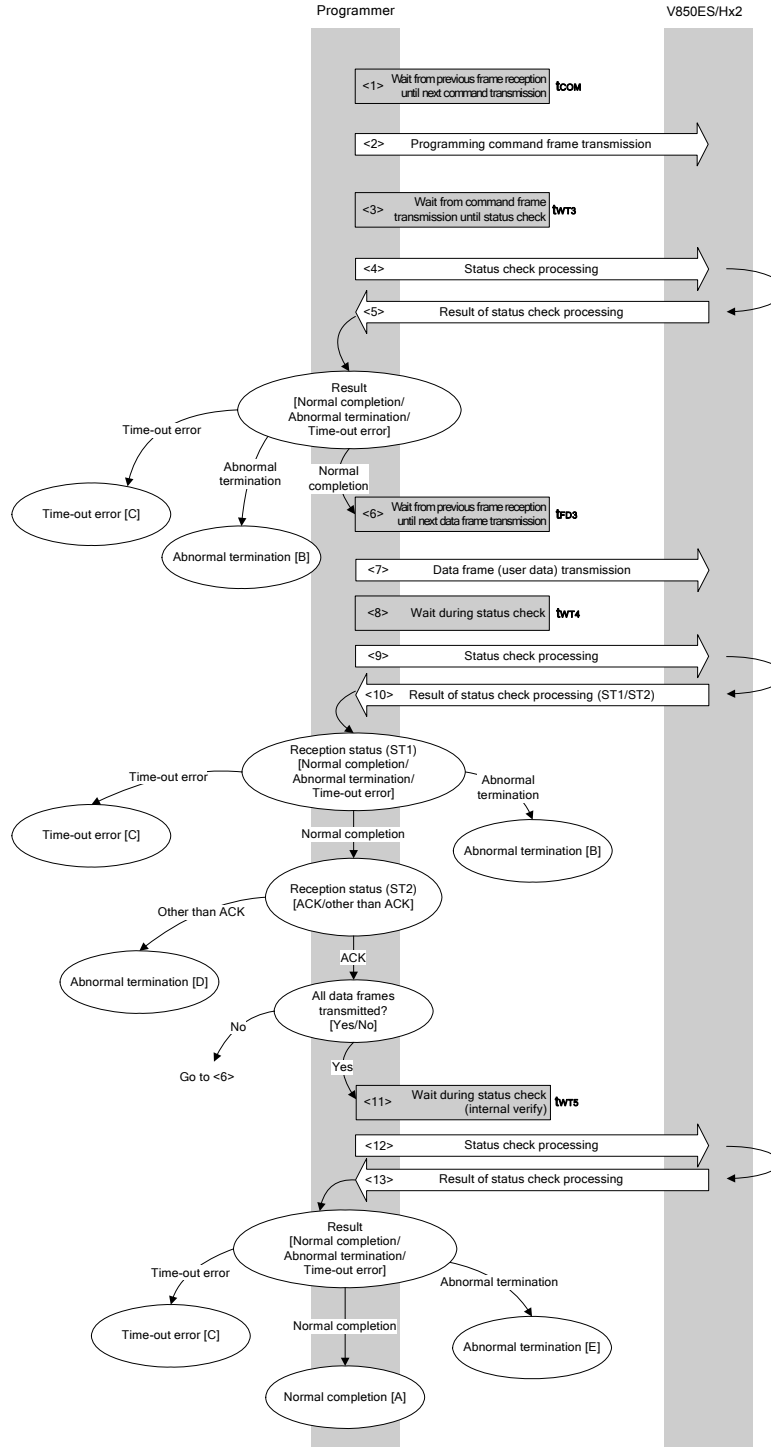 Programmer
V850ES/Hx2
<1> Wait from previous frame reception
until next command transmission
tCOM
<2> Programming command frame transmission
<3> Wait from command frame
transmission until status check
tWT3
<4> Status check processing
<5> Result of status check processing
Result
[Normal completion/
Abnormal termination/
Time-out error]
Time-out error
Abnormal
termination
Normal
completion
Time-out error [C]
Abnormal termination [B]
<6> Wait from previous frame reception
until next data frame transmission
tFD3
<7> Data frame (user data) transmission
<8> Wait during status check
tWT4
<9> Status check processing
<10> Result of status check processing (ST1/ST2)
Reception status (ST1)
[Normal completion/
Abnormal termination/
Time-out error]
Time-out error
Abnormal
termination
Time-out error [C]
Normal completion
Abnormal termination [B]
Reception status (ST2)
[ACK/other than ACK]
Other than ACK
Abnormal termination [D]
ACK
All data frames
transmitted?
[Yes/No]
No
Go to <6>
Yes
<11> Wait during status check
(internal verify)
tWT5
<12> Status check processing
<13> Result of status check processing
Result
[Normal completion/
Abnormal termination/
Time-out error]
Time-out error
Abnormal termination
Time-out error [C]
Normal completion
Abnormal termination [E]
Normal completion [A]